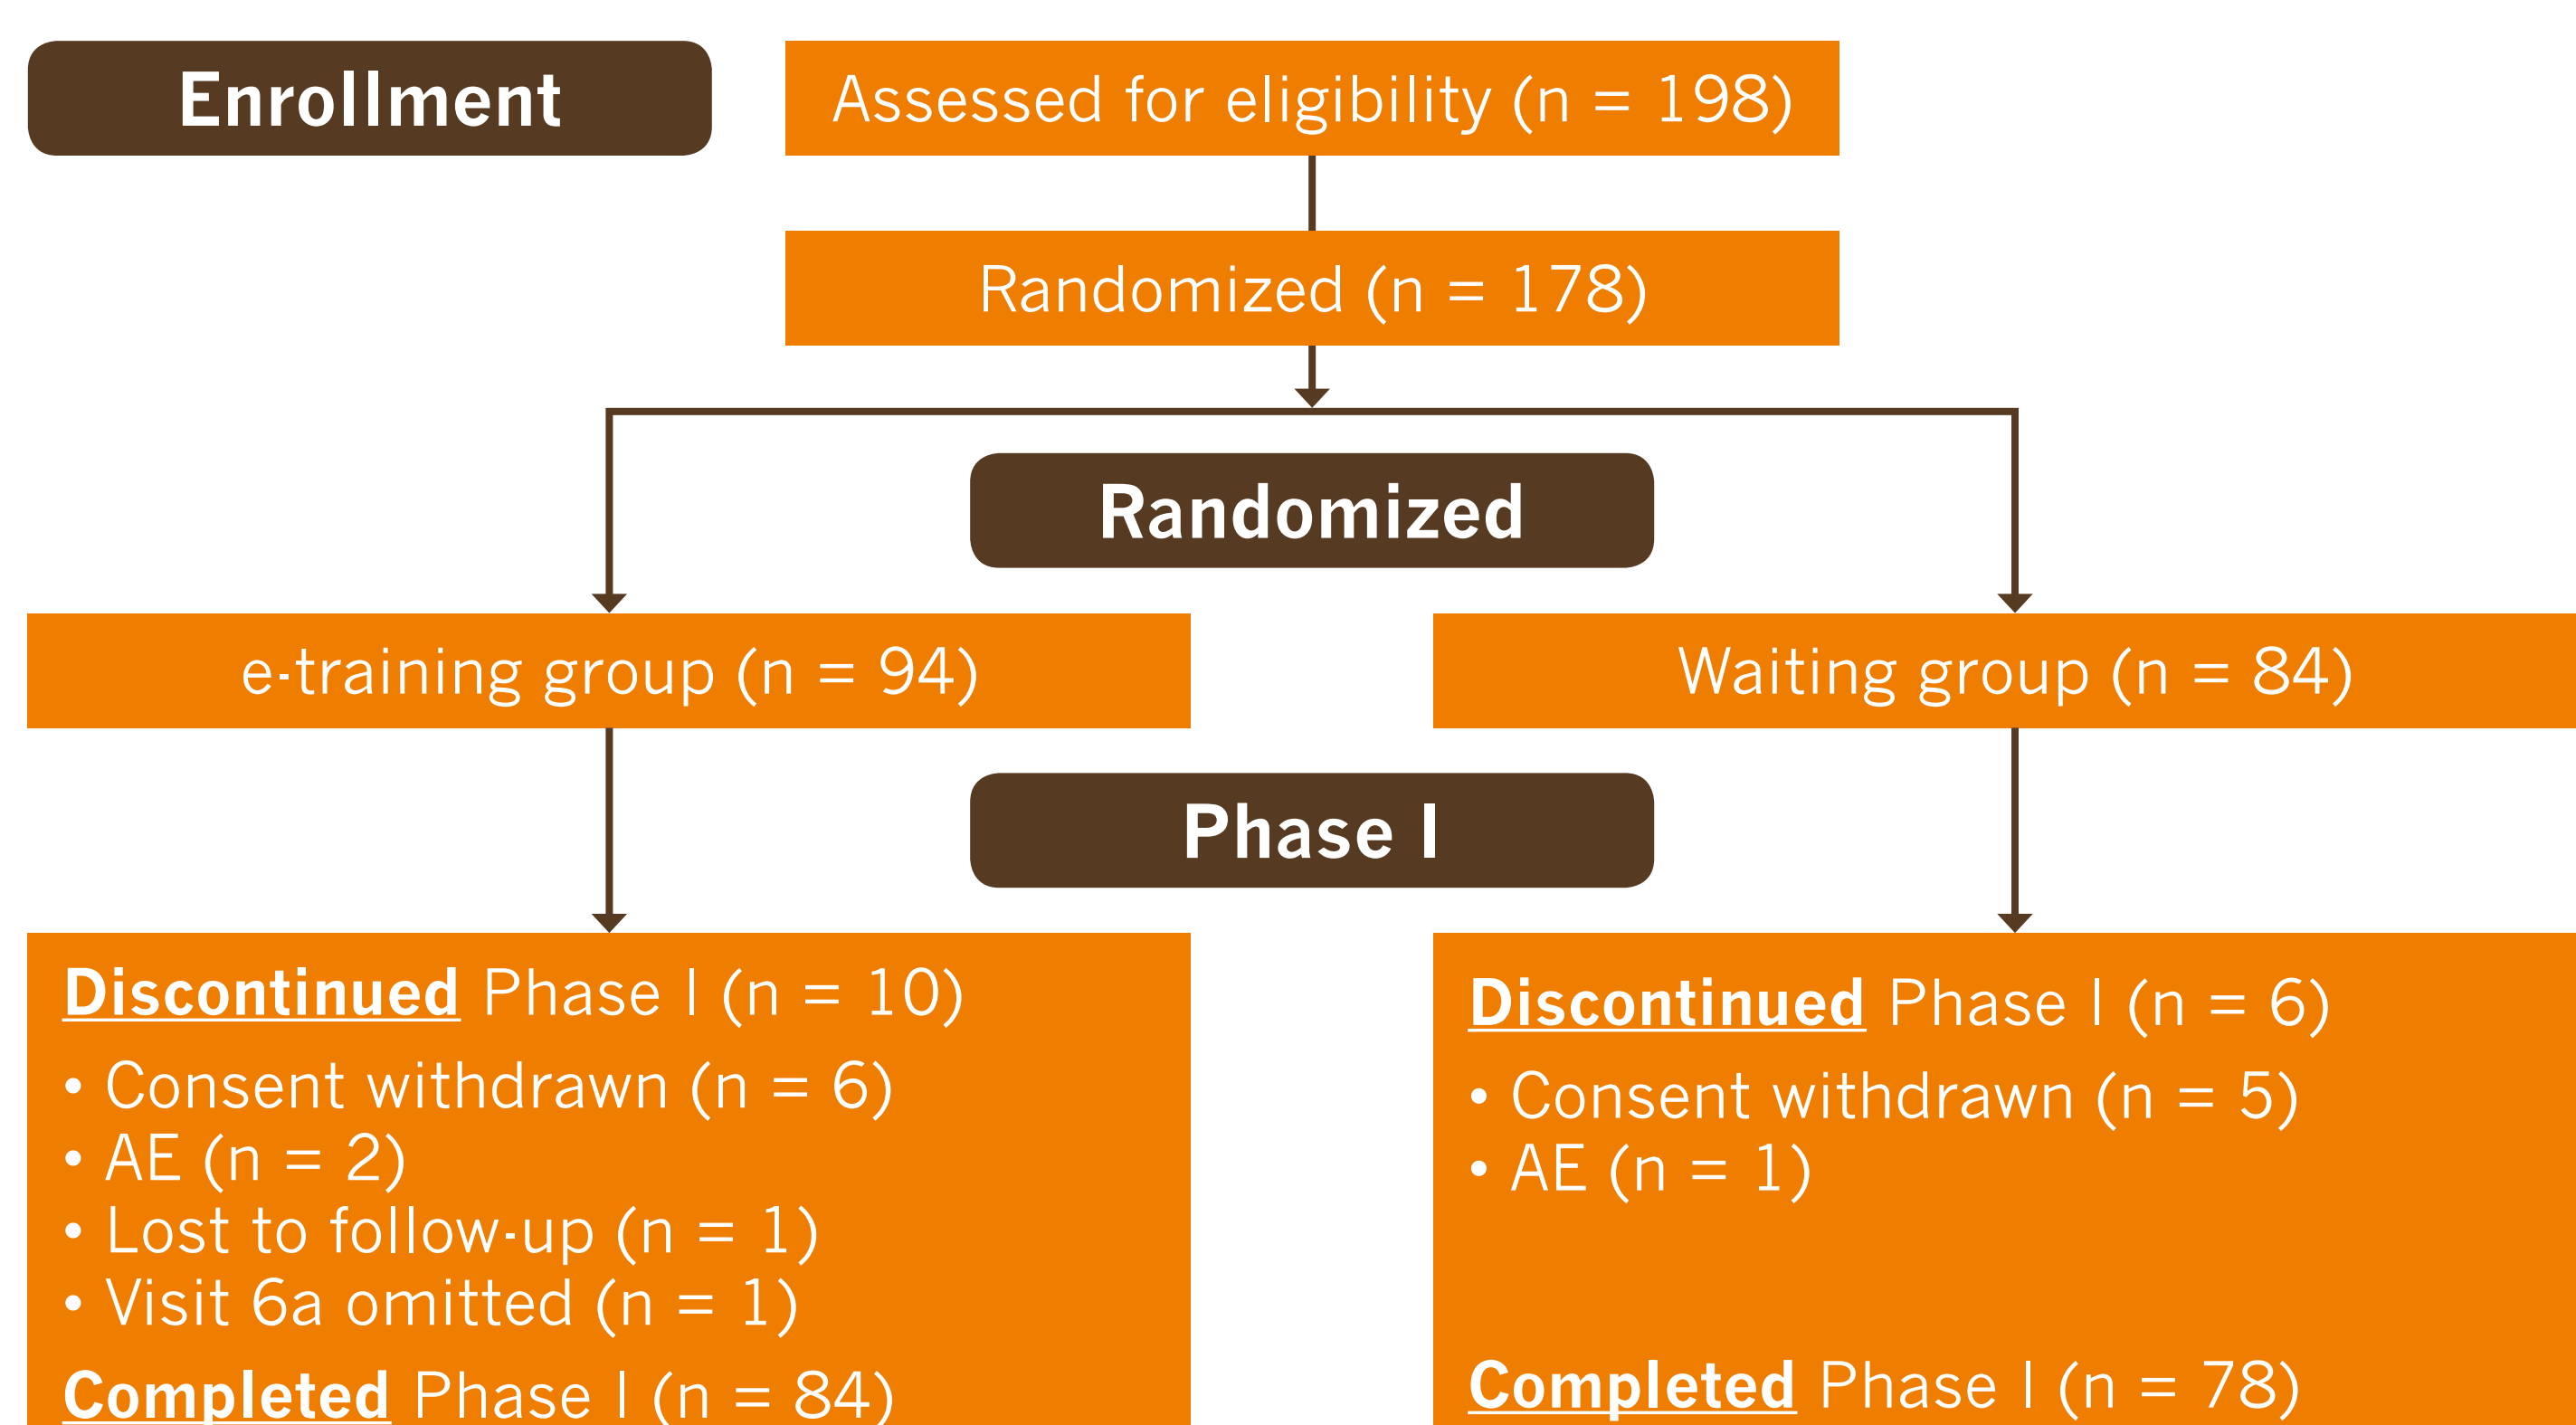 Enrollment
Assessed for eligibility (n = 198)
Randomized (n = 178)
Randomized
e-training group (n = 94)
Waiting group (n = 84)
Phase I
Discontinued Phase I (n = 10)
• Consent withdrawn (n = 6)
• AE (n = 2)
• Lost to follow-up (n = 1)
• Visit 6a omitted (n = 1)
Completed Phase I (n = 84)
Discontinued Phase I (n = 6)
• Consent withdrawn (n = 5)
• AE (n = 1)
Completed Phase I (n = 78)